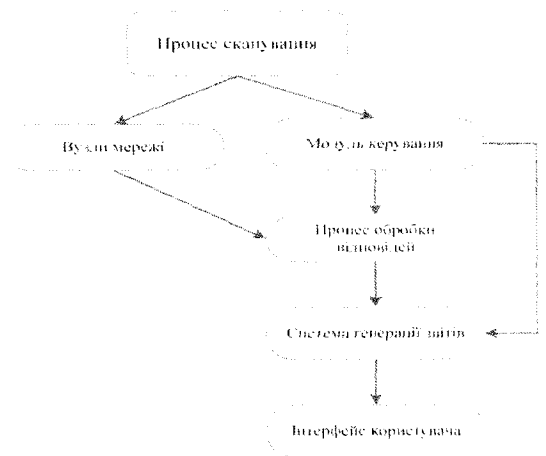 Процес сканування
Вузли мережі
Модуль керування
Процес обробки
відповідей
Система генерації звітів
Інтерфейс користувача